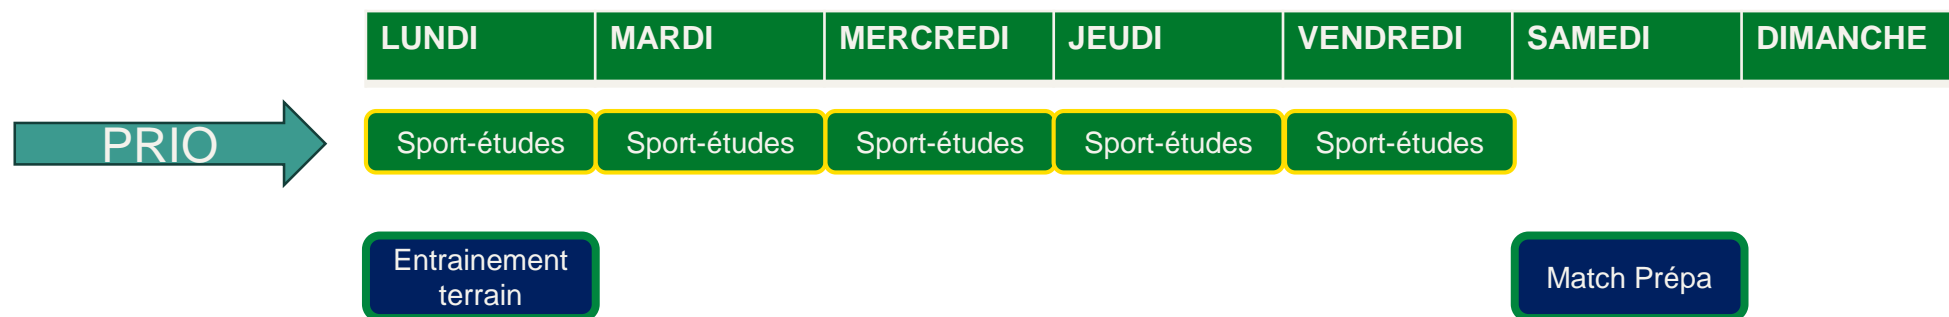 LUNDI MARDI MERCREDI JEUDI VENDREDI SAMEDI DIMANCHE
PRIO Sport-études Sport-études Sport-études Sport-études Sport-études
Entrainement
terrain
Match Prépa